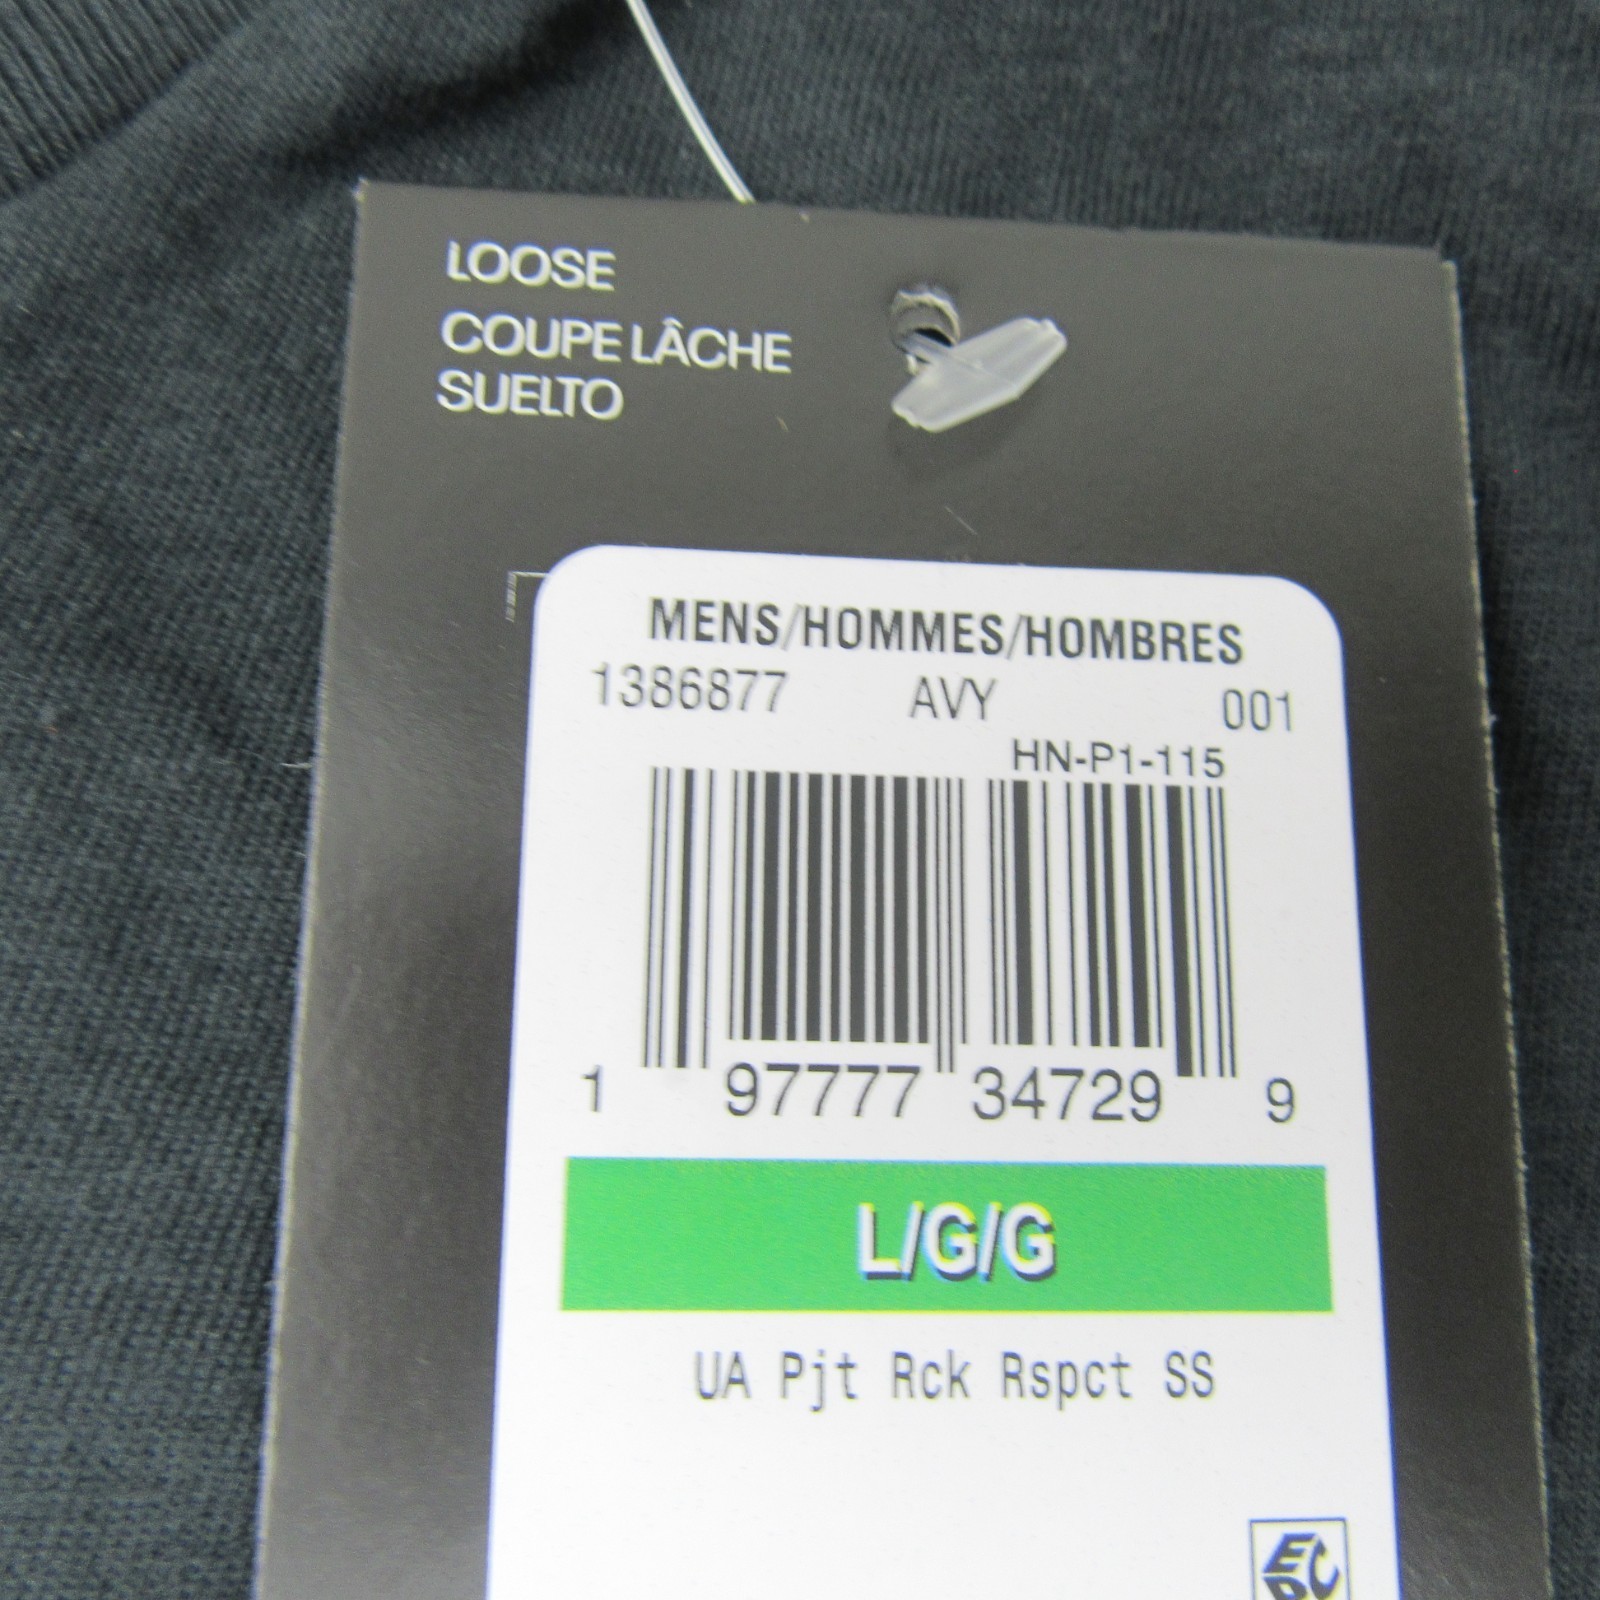 LOOSE
COUPE LÂCHE
SUELTO
MENS/HOMMES/HOMBRES
1386877 AVY 001
HN-P1-115
1 97777 34729 9
L/G/G
UA Pjt Rck Rspct SS